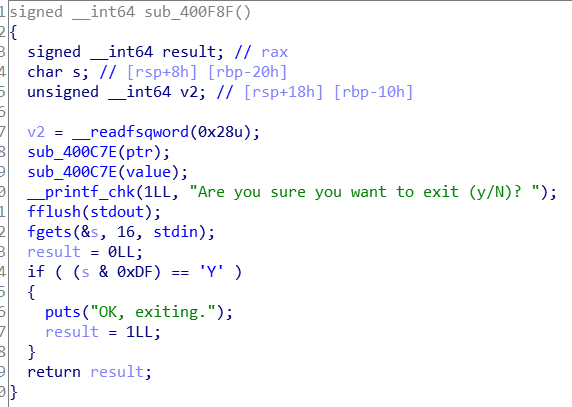 1signed __int64 sub_400F8F()
2{
3  signed __int64 result; // rax
4  char s; // [rsp+8h] [rbp-20h]
5  unsigned __int64 v2; // [rsp+18h] [rbp-10h]
6
7  v2 = __readfsqword(0x28u);
8  sub_400C7E(ptr);
9  sub_400C7E(value);
0  __printf_chk(1LL, "Are you sure you want to exit (y/N)? ");
1  fflush(stdout);
2  fgets(&s, 16, stdin);
3  result = 0LL;
4  if ( (s & 0xDF) == 'Y' )
5  {
6    puts("OK, exiting.");
7    result = 1LL;
8  }
9  return result;
0}